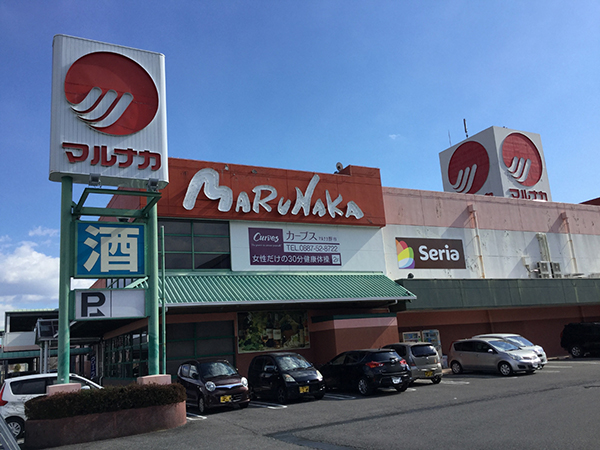 マルナカ
酒
P
MARUNAKA
Curves
カーブス
TEL.0887-52-8722
女性だけの30分健康体操
Seria
マルナカ